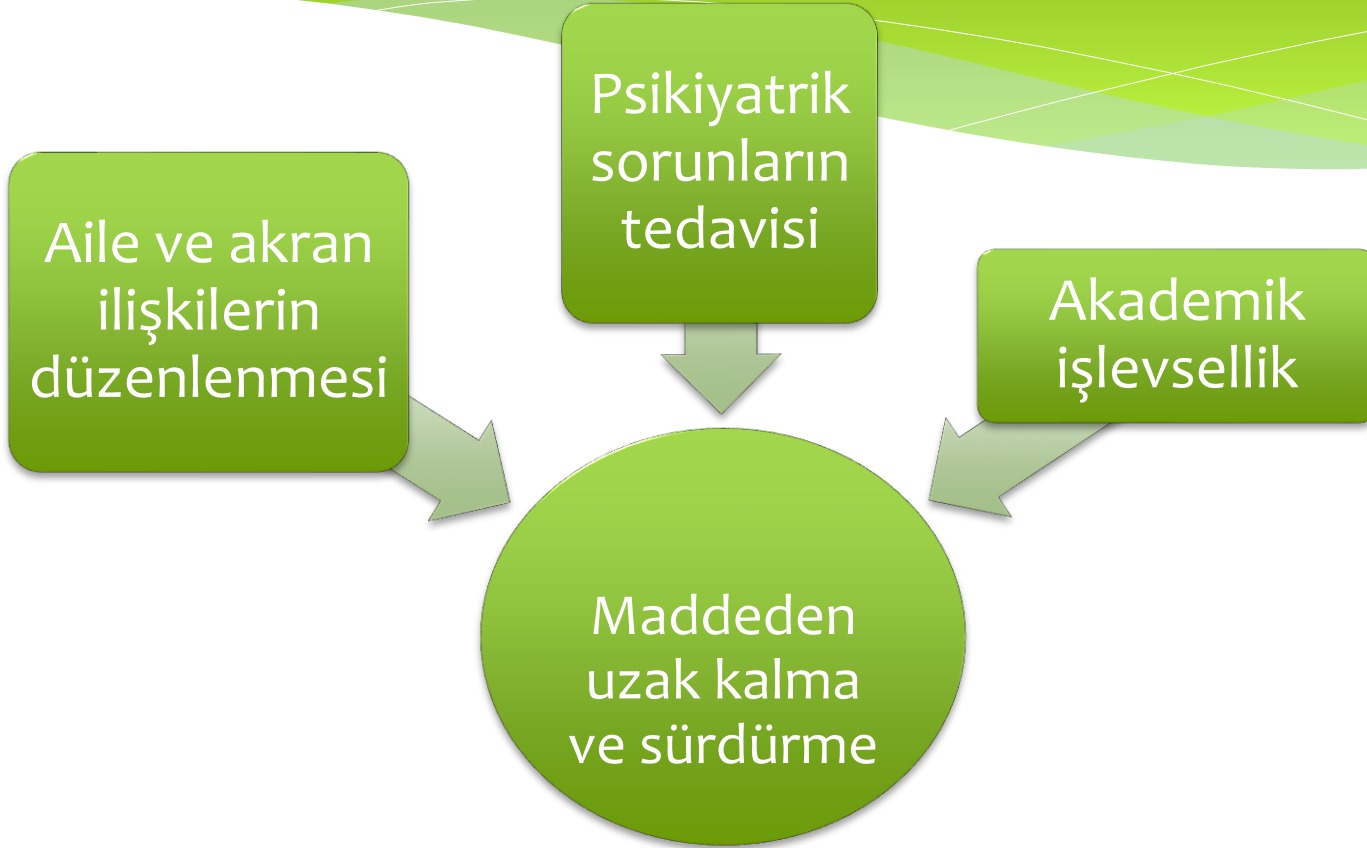 Psikiyatrik
sorunların
tedavisi
Aile ve akran
ilişkilerin
düzenlenmesi
Akademik
işlevsellik
Maddeden
uzak kalma
ve sürdürme